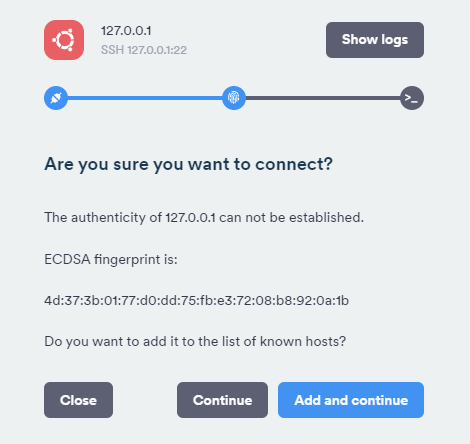 127.0.0.1
SSH 127.0.0.1:22
Show logs
>_
Are you sure you want to connect?
The authenticity of 127.0.0.1 can not be established.
ECDSA fingerprint is:
4d:37:3b:01:77:d0:dd:75:fb:e3:72:08:b8:92:0a:1b
Do you want to add it to the list of known hosts?
Close
Continue
Add and continue